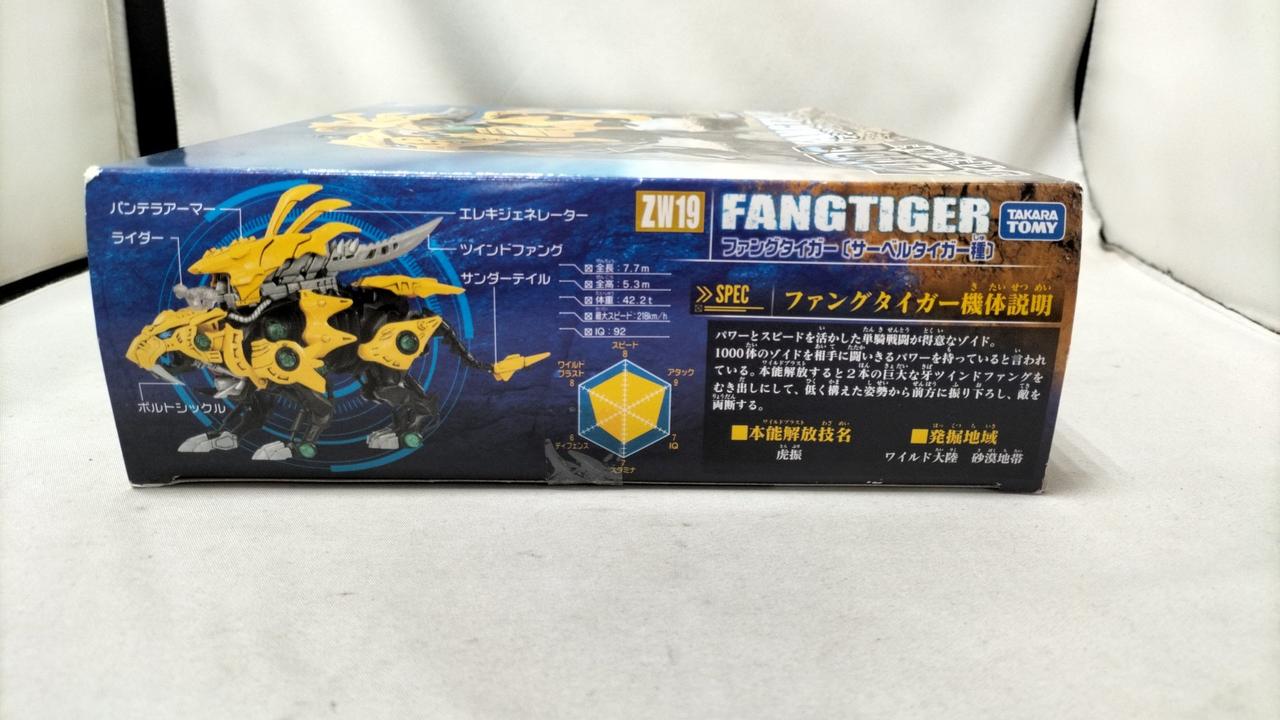 パンテラアーマー
ライダー
エレキジェネレーター
ツインドファング
サンダーテイル
ボルトシックル
全長:7.7m
全高:5.3m
体重:42.2t
最大スピード:218km/h
IQ:92
スピード
8
アタック
9
7
IQ
スタミナ
6
ディフェンス
ワイルド
ブラスト
8
ZW19
FANGTIGER
ファングタイガー〔サーベルタイガー種〕
TAKARA
TOMY
SPEC
ファングタイガー機体説明
パワーとスピードを活かした単騎戦闘が得意なゾイド。
1000体のゾイドを相手に闘いきるパワーを持っていると言われ
ている。本能解放すると2本の巨大な牙ツインドファングを
むき出しにして、低く構えた姿勢から前方に振り下ろし、敵を
両断する。
■本能解放技名
虎振
■発掘地域
ワイルド大陸 砂漠地帯